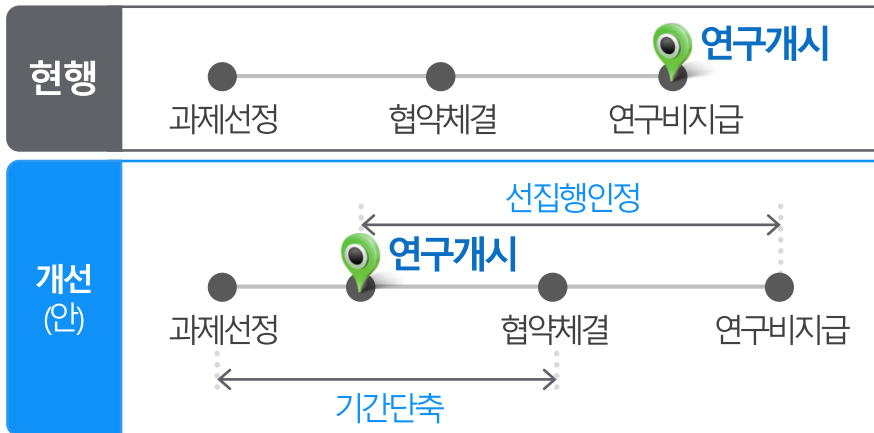 현행
연구개시
과제선정
협약체결
연구비지급
개선
(안)
선집행인정
연구개시
과제선정
협약체결
연구비지급
기간단축